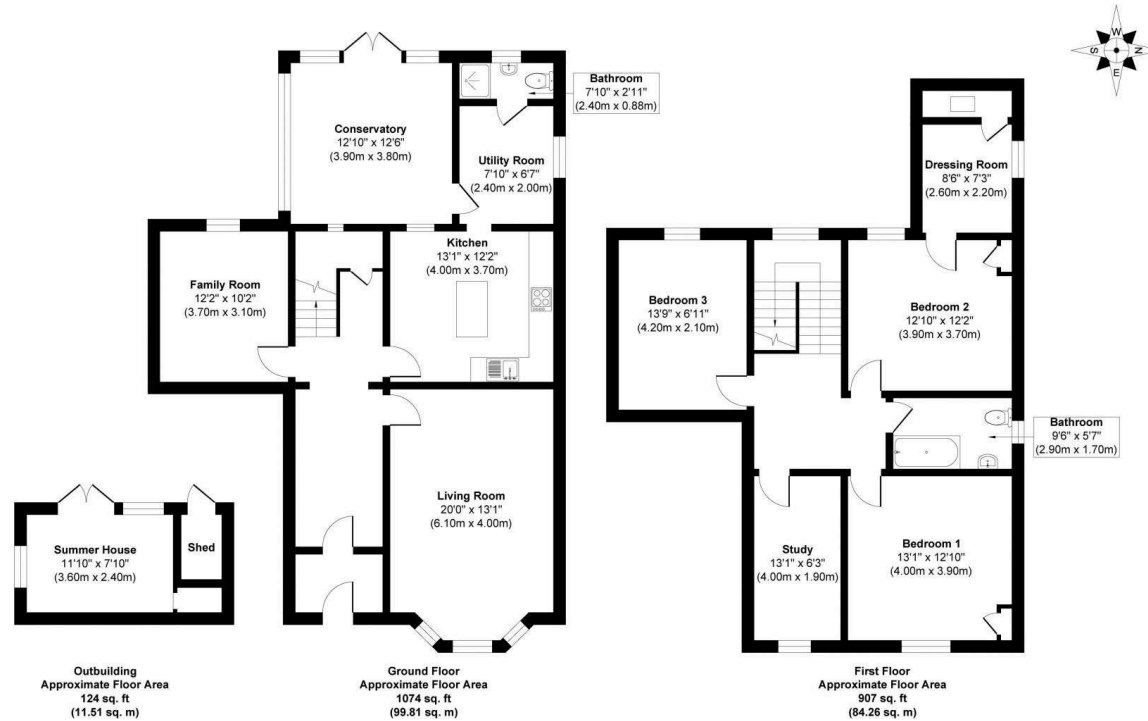 W
S
N
E
Bathroom
7'10" x 2'11"
(2.40m x 0.88m)
Conservatory
12'10" x 12'6"
(3.90m x 3.80m)
Utility Room
7'10" x 6'7"
(2.40m x 2.00m)
Kitchen
13'1" x 12'2"
(4.00m x 3.70m)
Family Room
12'2" x 10'2"
(3.70m x 3.10m)
Living Room
20'0" x 13'1"
(6.10m x 4.00m)
Summer House
11'10" x 7'10"
(3.60m x 2.40m)
Shed
Dressing Room
8'6" x 7'3"
(2.60m x 2.20m)
Bedroom 3
13'9" x 6'11"
(4.20m x 2.10m)
Bedroom 2
12'10" x 12'2"
(3.90m x 3.70m)
Bathroom
9'6" x 5'7"
(2.90m x 1.70m)
Study
13'1" x 6'3"
(4.00m x 1.90m)
Bedroom 1
13'1" x 12'10"
(4.00m x 3.90m)
Outbuilding
Approximate Floor Area
124 sq. ft
(11.51 sq. m)
Ground Floor
Approximate Floor Area
1074 sq. ft
(99.81 sq. m)
First Floor
Approximate Floor Area
907 sq. ft
(84.26 sq. m)